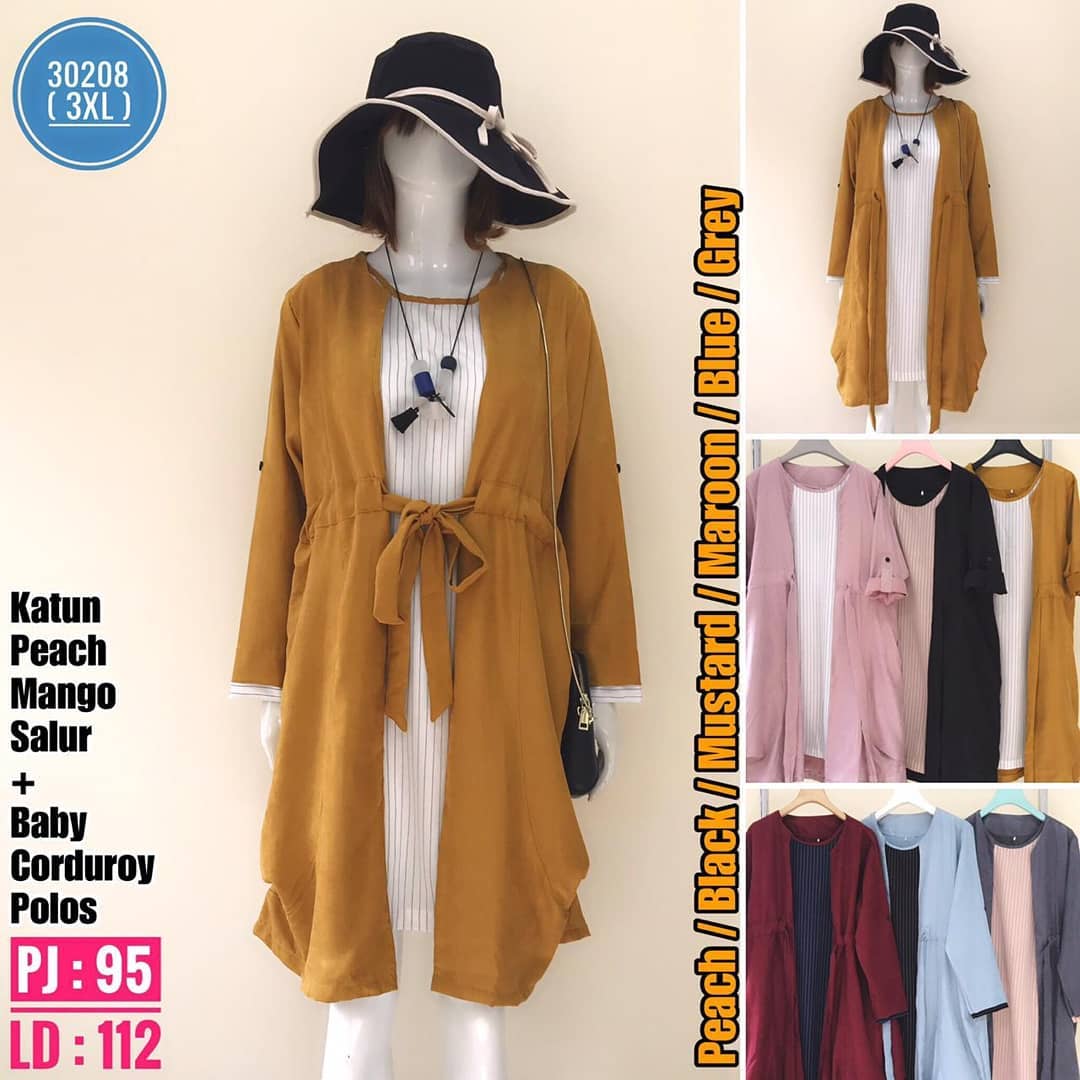 30208
( 3XL )
Katun
Peach
Mango
Salur
+
Baby
Corduroy
Polos
PJ : 95
LD : 112
Peach / Black / Mustard / Maroon / Blue / Grey